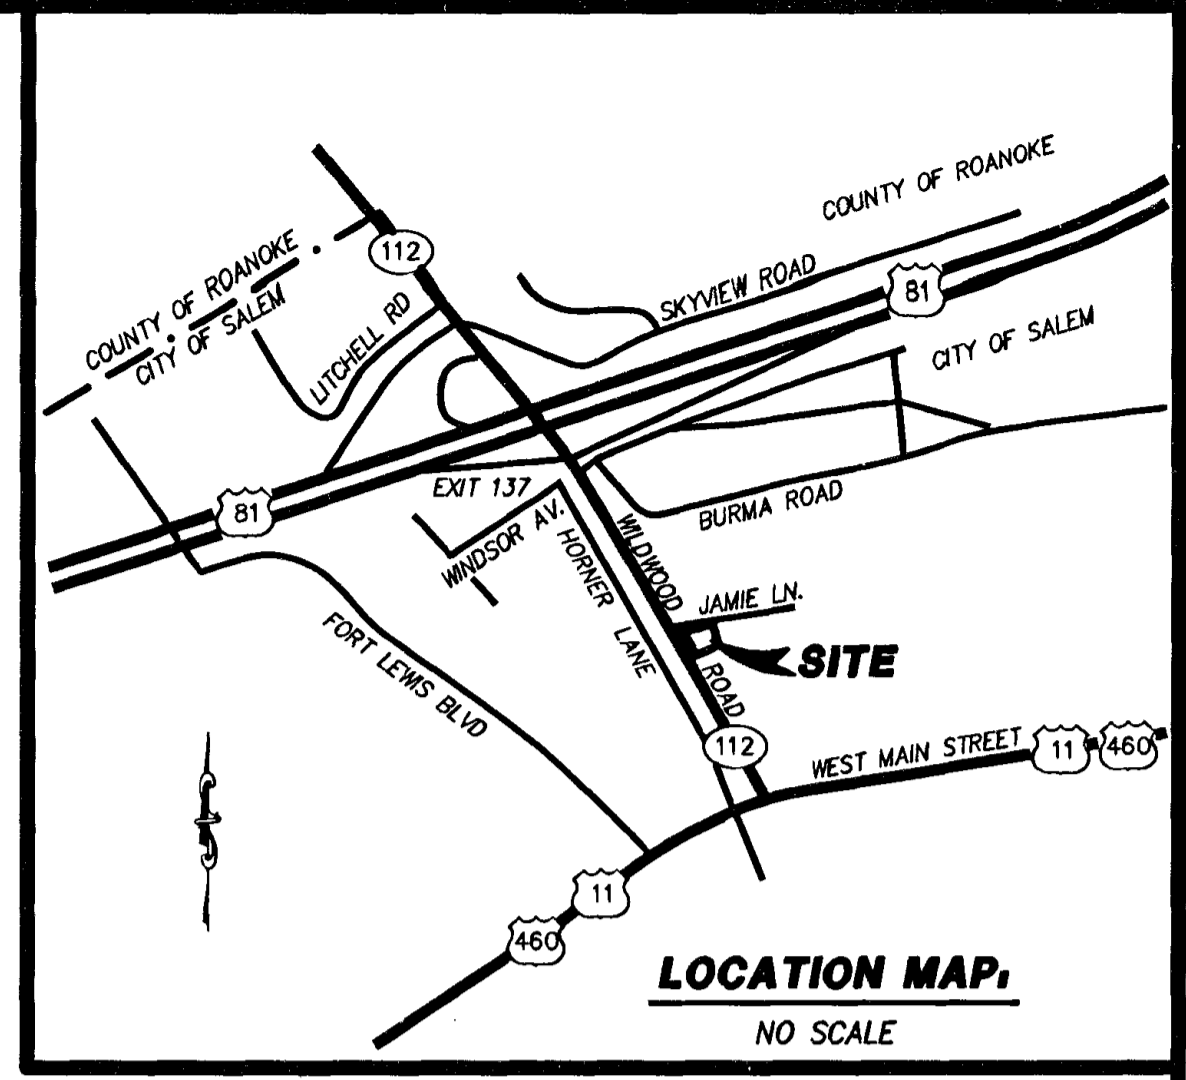 COUNTY OF ROANOKE
COUNTY OF ROANOKE
CITY OF SALEM
112
LITCHELL RD
SKYVIEW ROAD
81
CITY OF SALEM
EXIT 137
81
WINDSOR AV.
HORNER LANE
WILDWOOD ROAD
BURMA ROAD
JAMIE LN.
SITE
FORT LEWIS BLVD
112
WEST MAIN STREET
11
460
11
460
LOCATION MAP:
NO SCALE